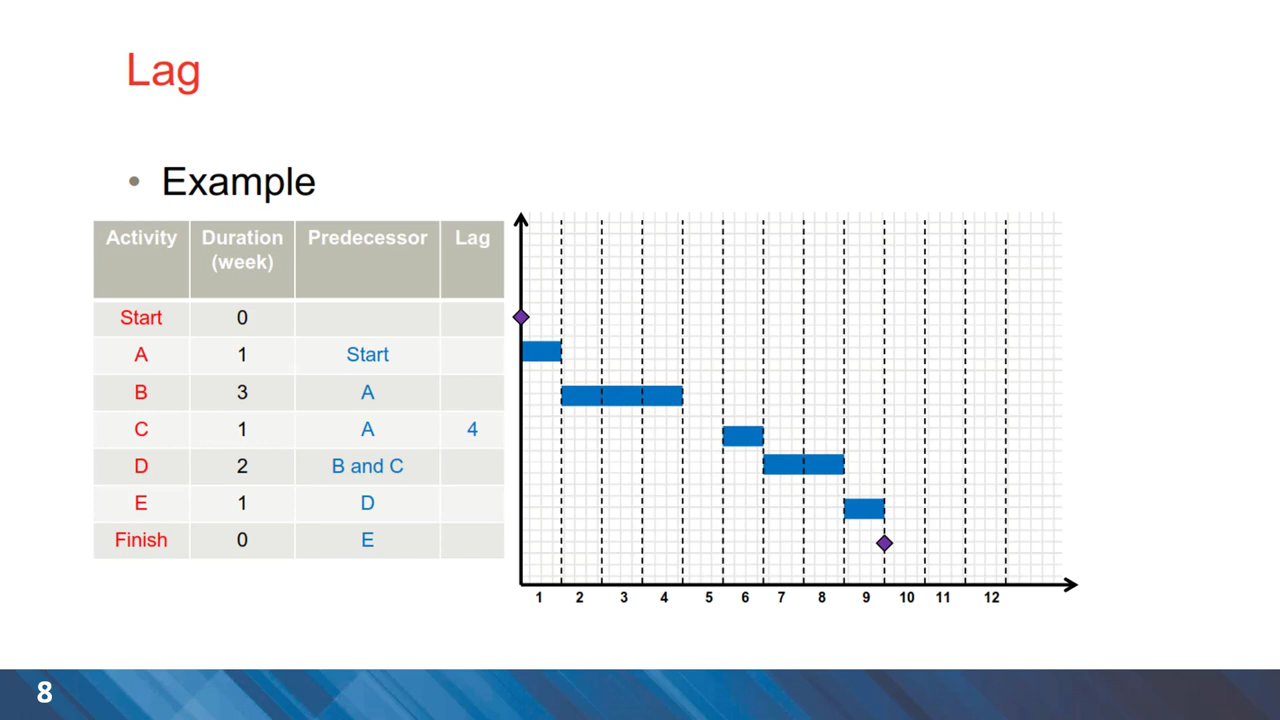 Lag
• Example
Activity Duration (week) Predecessor Lag
Start 0
A 1 Start
B 3 A
C 1 A 4
D 2 B and C
E 1 D
Finish 0 E
1 2 3 4 5 6 7 8 9 10 11 12
8